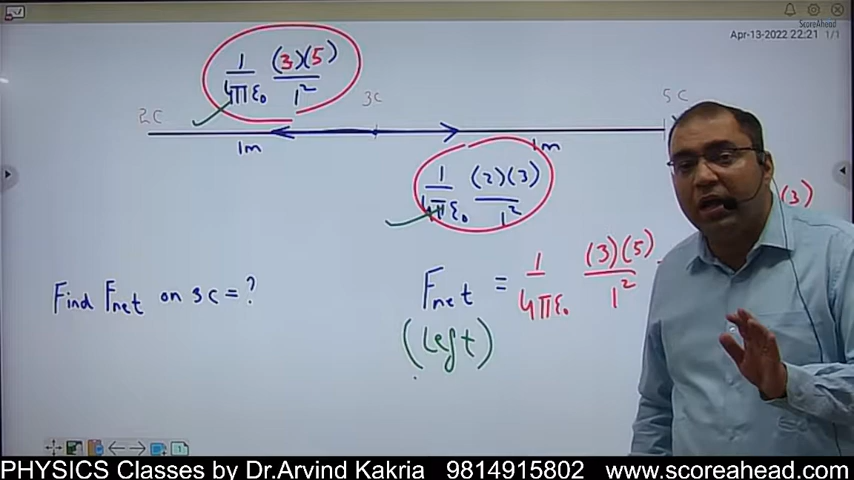 ScoreAhead
Apr-13-2022 22:21 1/1
1/4πε₀ (3)(5)/1²
2C 3C 5C
1m 1m
1/4πε₀ (2)(3)/1²
(3)
Find Fnet on 3C = ?
Fnet = 1/4πε₀ (3)(5)/1² -
(Left)
1
PHYSICS Classes by Dr.Arvind Kakria 9814915802 www.scoreahead.com